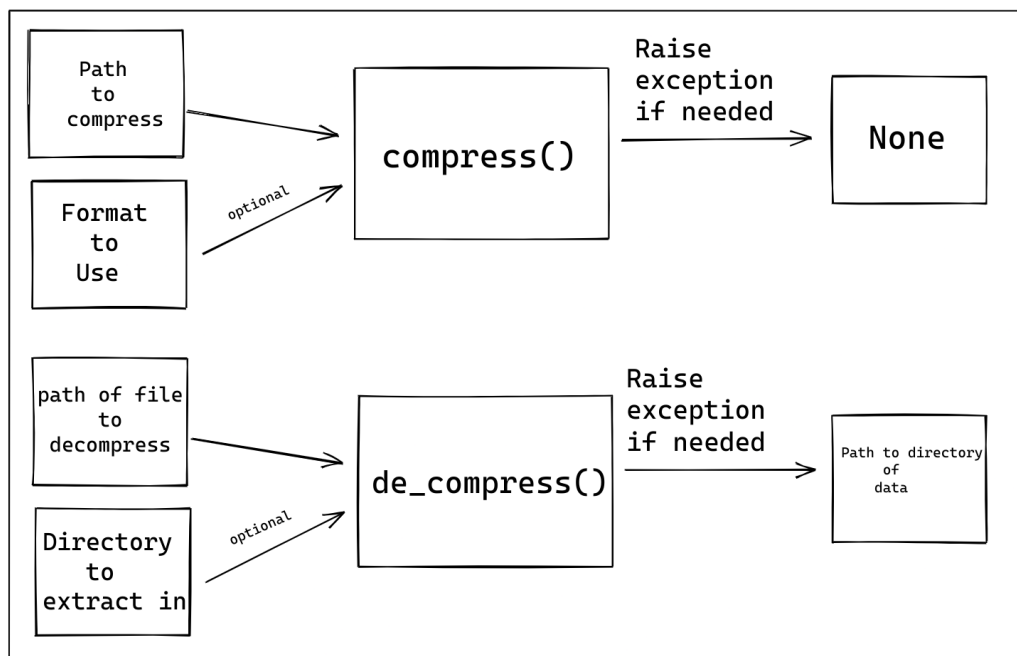 Path
to
compress
Format
to
Use
optional
compress()
Raise
exception
if needed
None
path of file
to
decompress
Directory
to
extract in
optional
de_compress()
Raise
exception
if needed
Path to directory
of
data